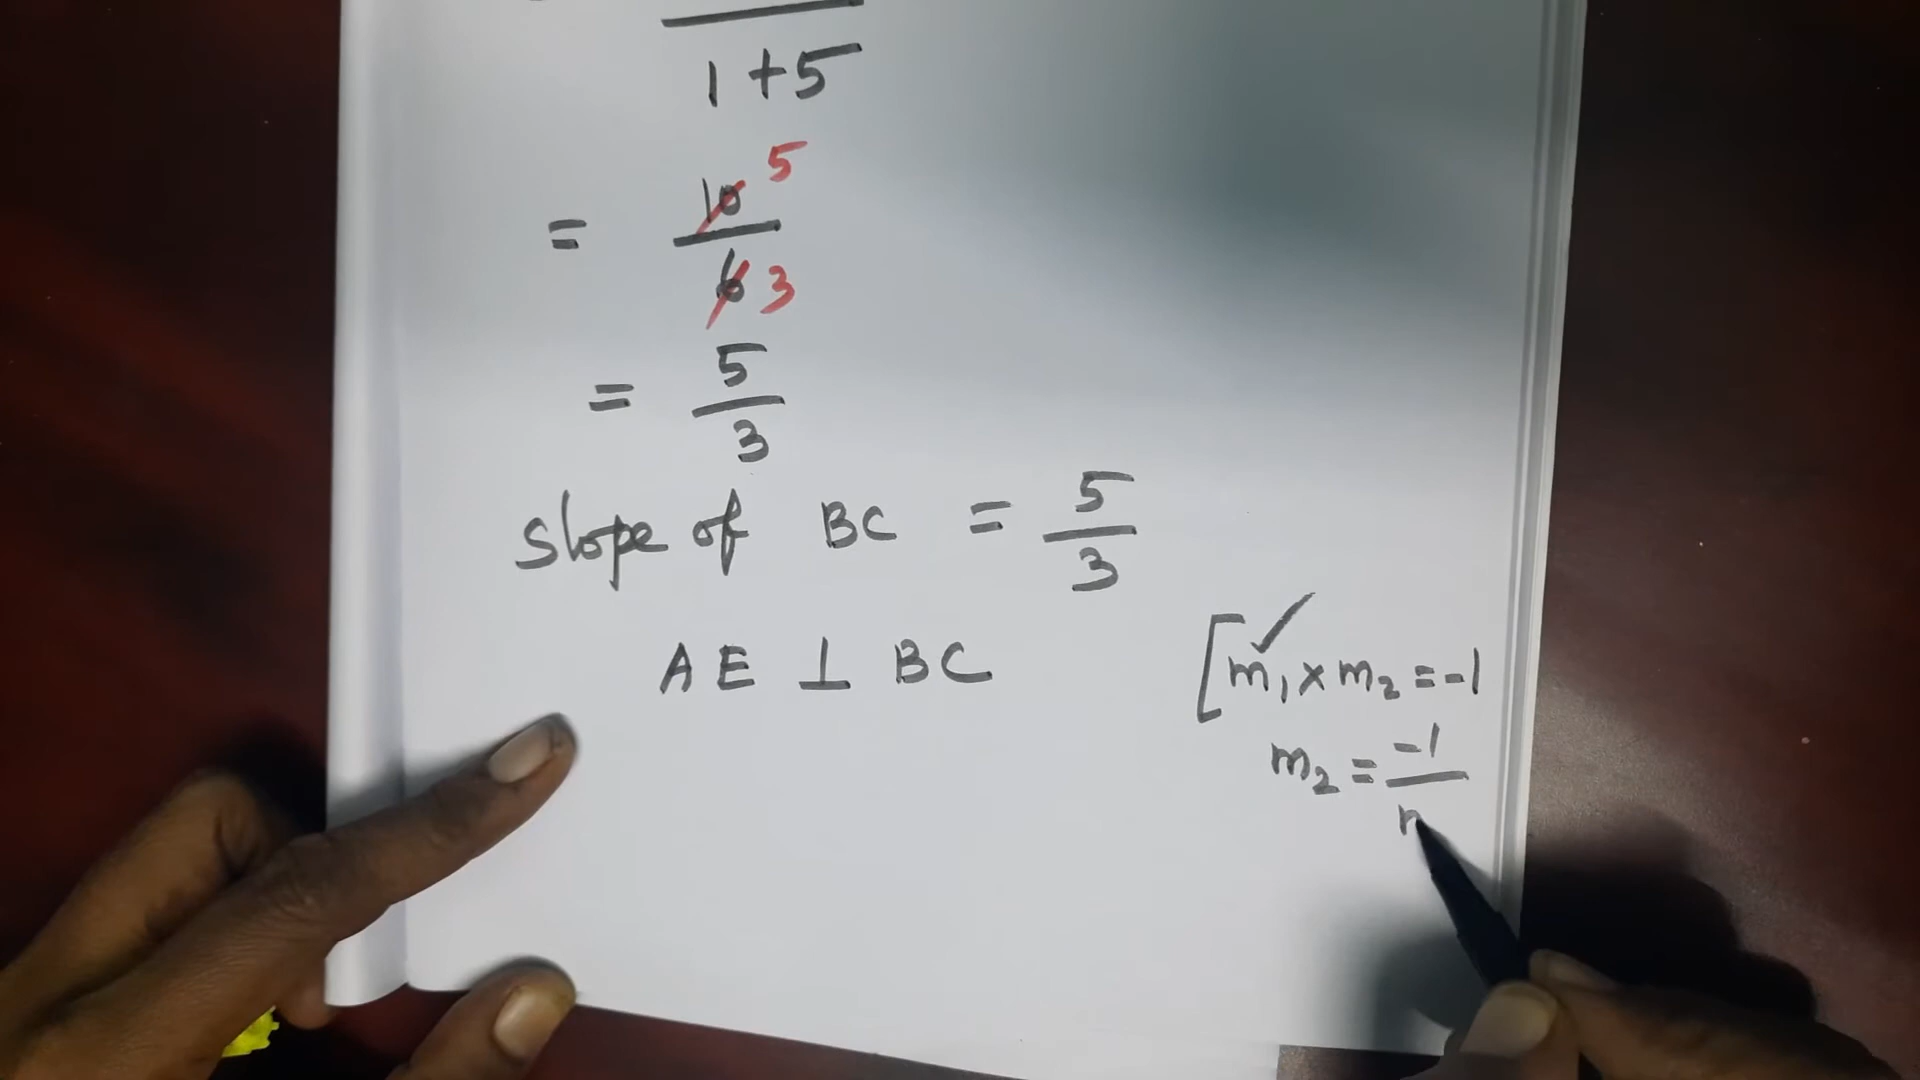 1+5
= 10 5
6 3
= 5
3
Slope of BC = 5
3
AE ⊥ BC
[m₁ x m₂ = -1
m₂ = -1